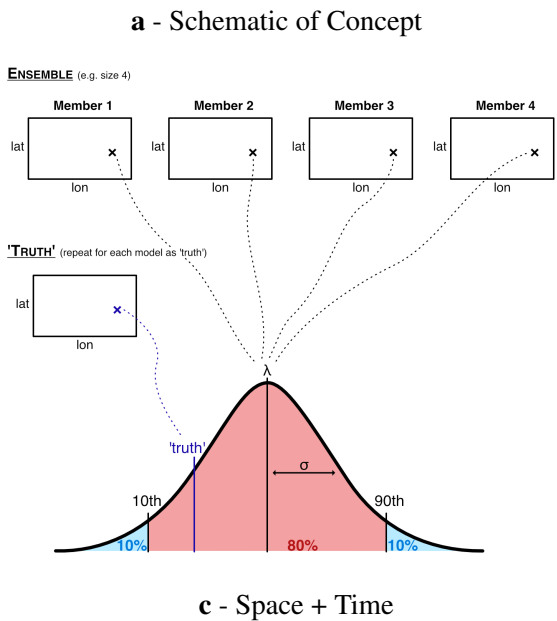 a - Schematic of Concept
ENSEMBLE (e.g. size 4)
Member 1 Member 2 Member 3 Member 4
lat lat lat lat
lon lon lon lon
'TRUTH' (repeat for each model as 'truth')
lat
lon
λ
'truth'
σ
10th 90th
10% 80% 10%
c - Space + Time